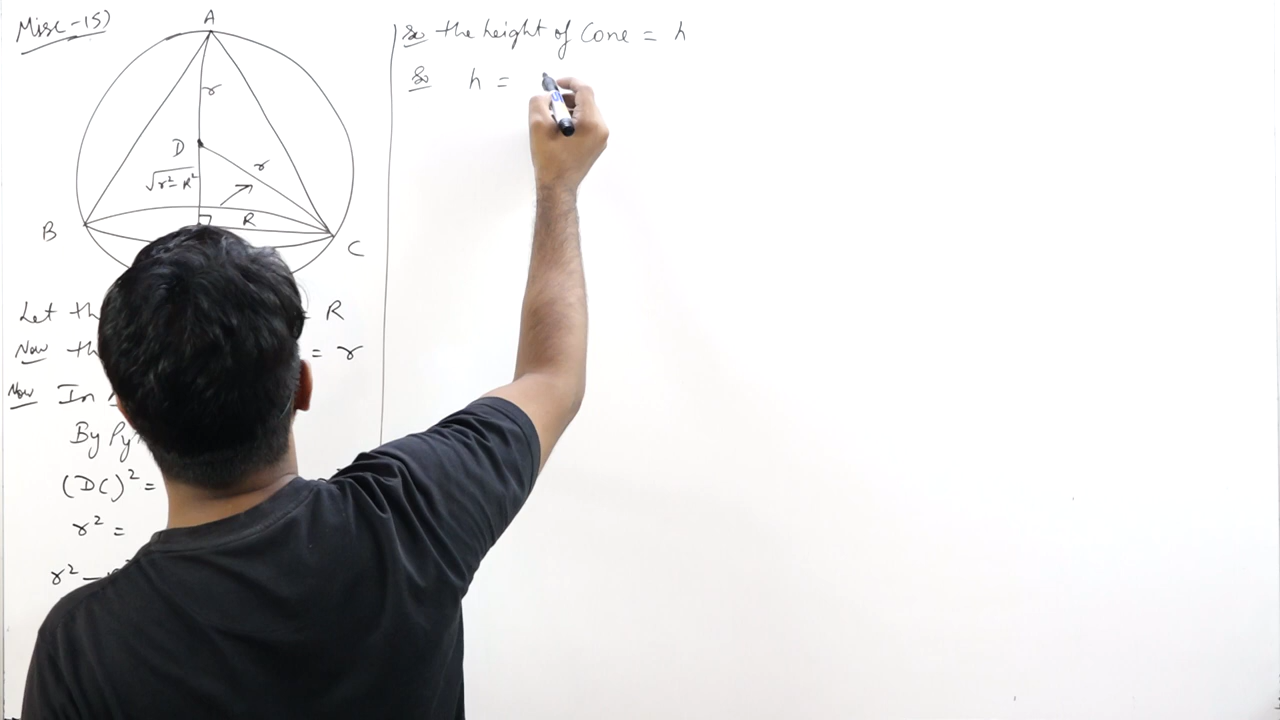 Misc-15)
A
r
D
r
√r²-R²
R
B
C
Let th
= R
Now th
= r
Now In
By Py
(DC)² =
r² =
r² –
So the height of Cone = h
So h =